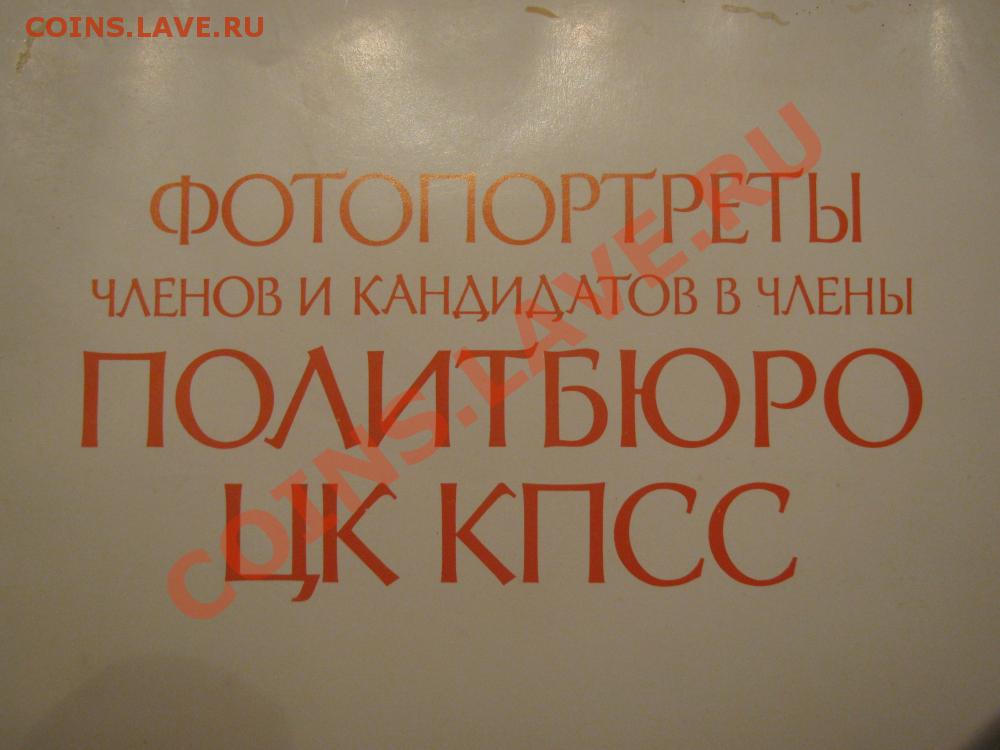 COINS.LAVE.RU
ФОТОПОРТРЕТЫ
ЧЛЕНОВ И КАНДИДАТОВ В ЧЛЕНЫ
ПОЛИТБЮРО
ЦК КПСС
COINS.LAVE.RU